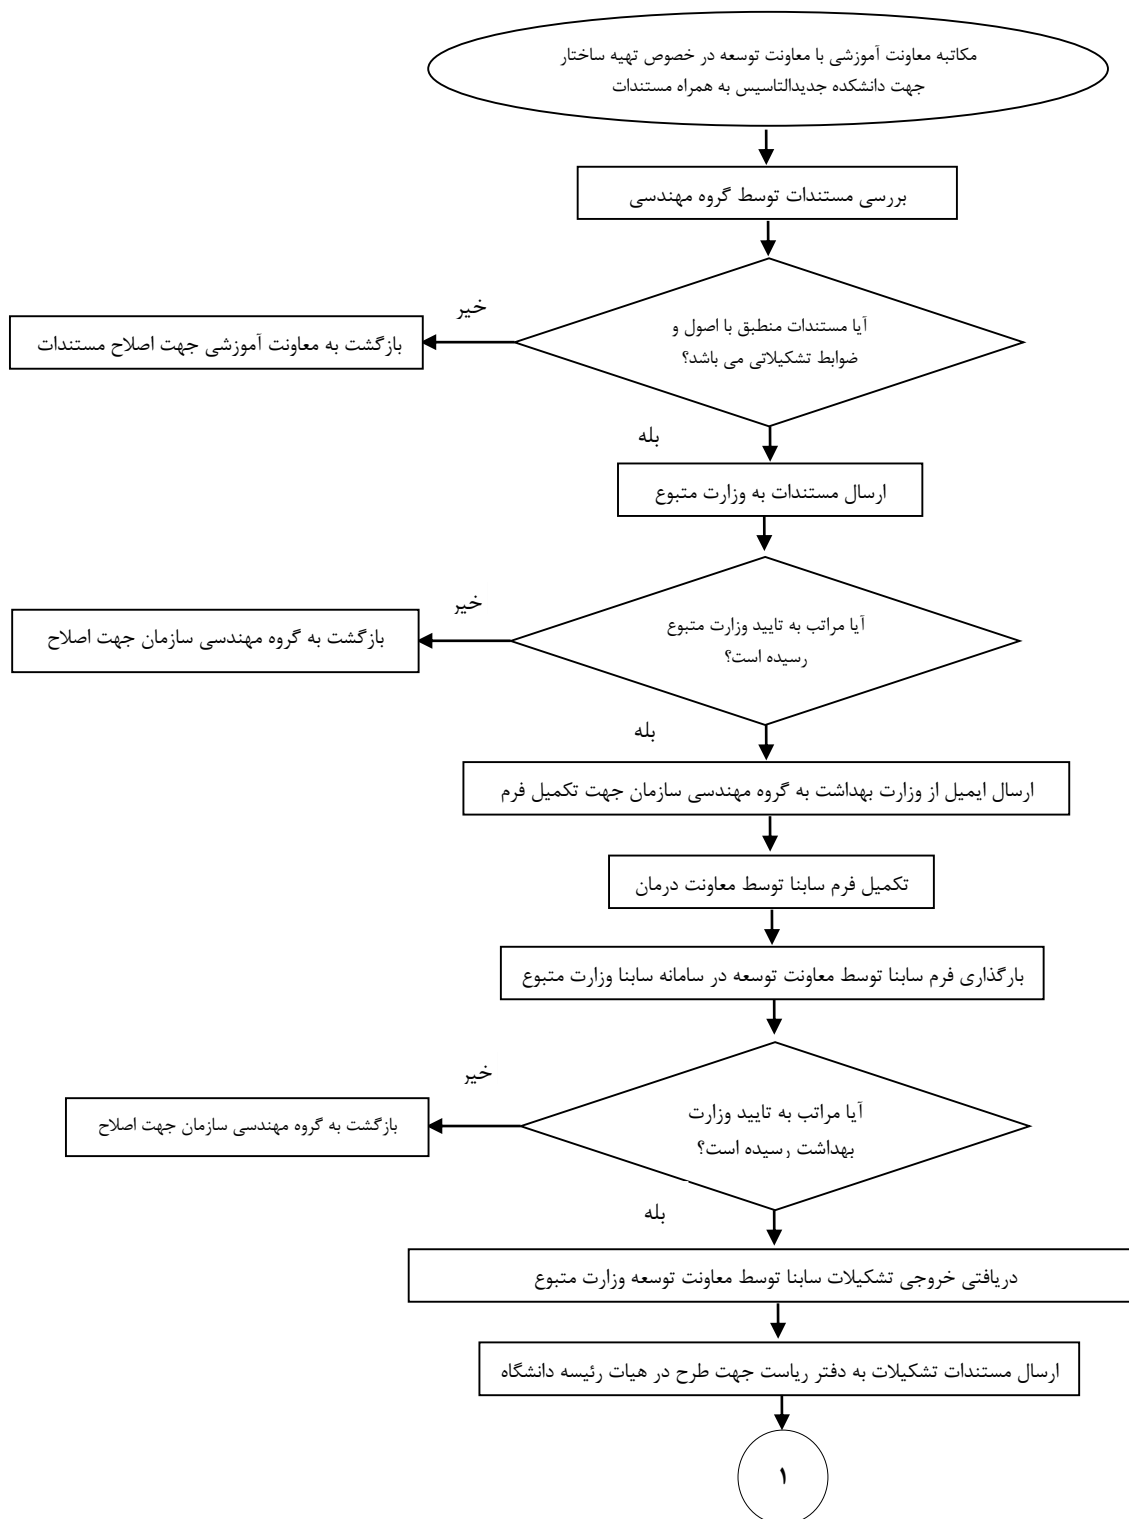 مکاتبه معاونت آموزشی با معاونت توسعه در خصوص تهیه ساختار
جهت دانشکده جدیدالتاسیس به همراه مستندات
بررسی مستندات توسط گروه مهندسی
آیا مستندات منطبق با اصول و
ضوابط تشکیلاتی می باشد؟
خیر
بازگشت به معاونت آموزشی جهت اصلاح مستندات
بله
ارسال مستندات به وزارت متبوع
آیا مراتب به تایید وزارت متبوع
رسیده است؟
خیر
بازگشت به گروه مهندسی سازمان جهت اصلاح
بله
ارسال ایمیل از وزارت بهداشت به گروه مهندسی سازمان جهت تکمیل فرم
تکمیل فرم سابنا توسط معاونت درمان
بارگذاری فرم سابنا توسط معاونت توسعه در سامانه سابنا وزارت متبوع
آیا مراتب به تایید وزارت
بهداشت رسیده است؟
خیر
بازگشت به گروه مهندسی سازمان جهت اصلاح
بله
دریافتی خروجی تشکیلات سابنا توسط معاونت توسعه وزارت متبوع
ارسال مستندات تشکیلات به دفتر ریاست جهت طرح در هیات رئیسه دانشگاه
۱